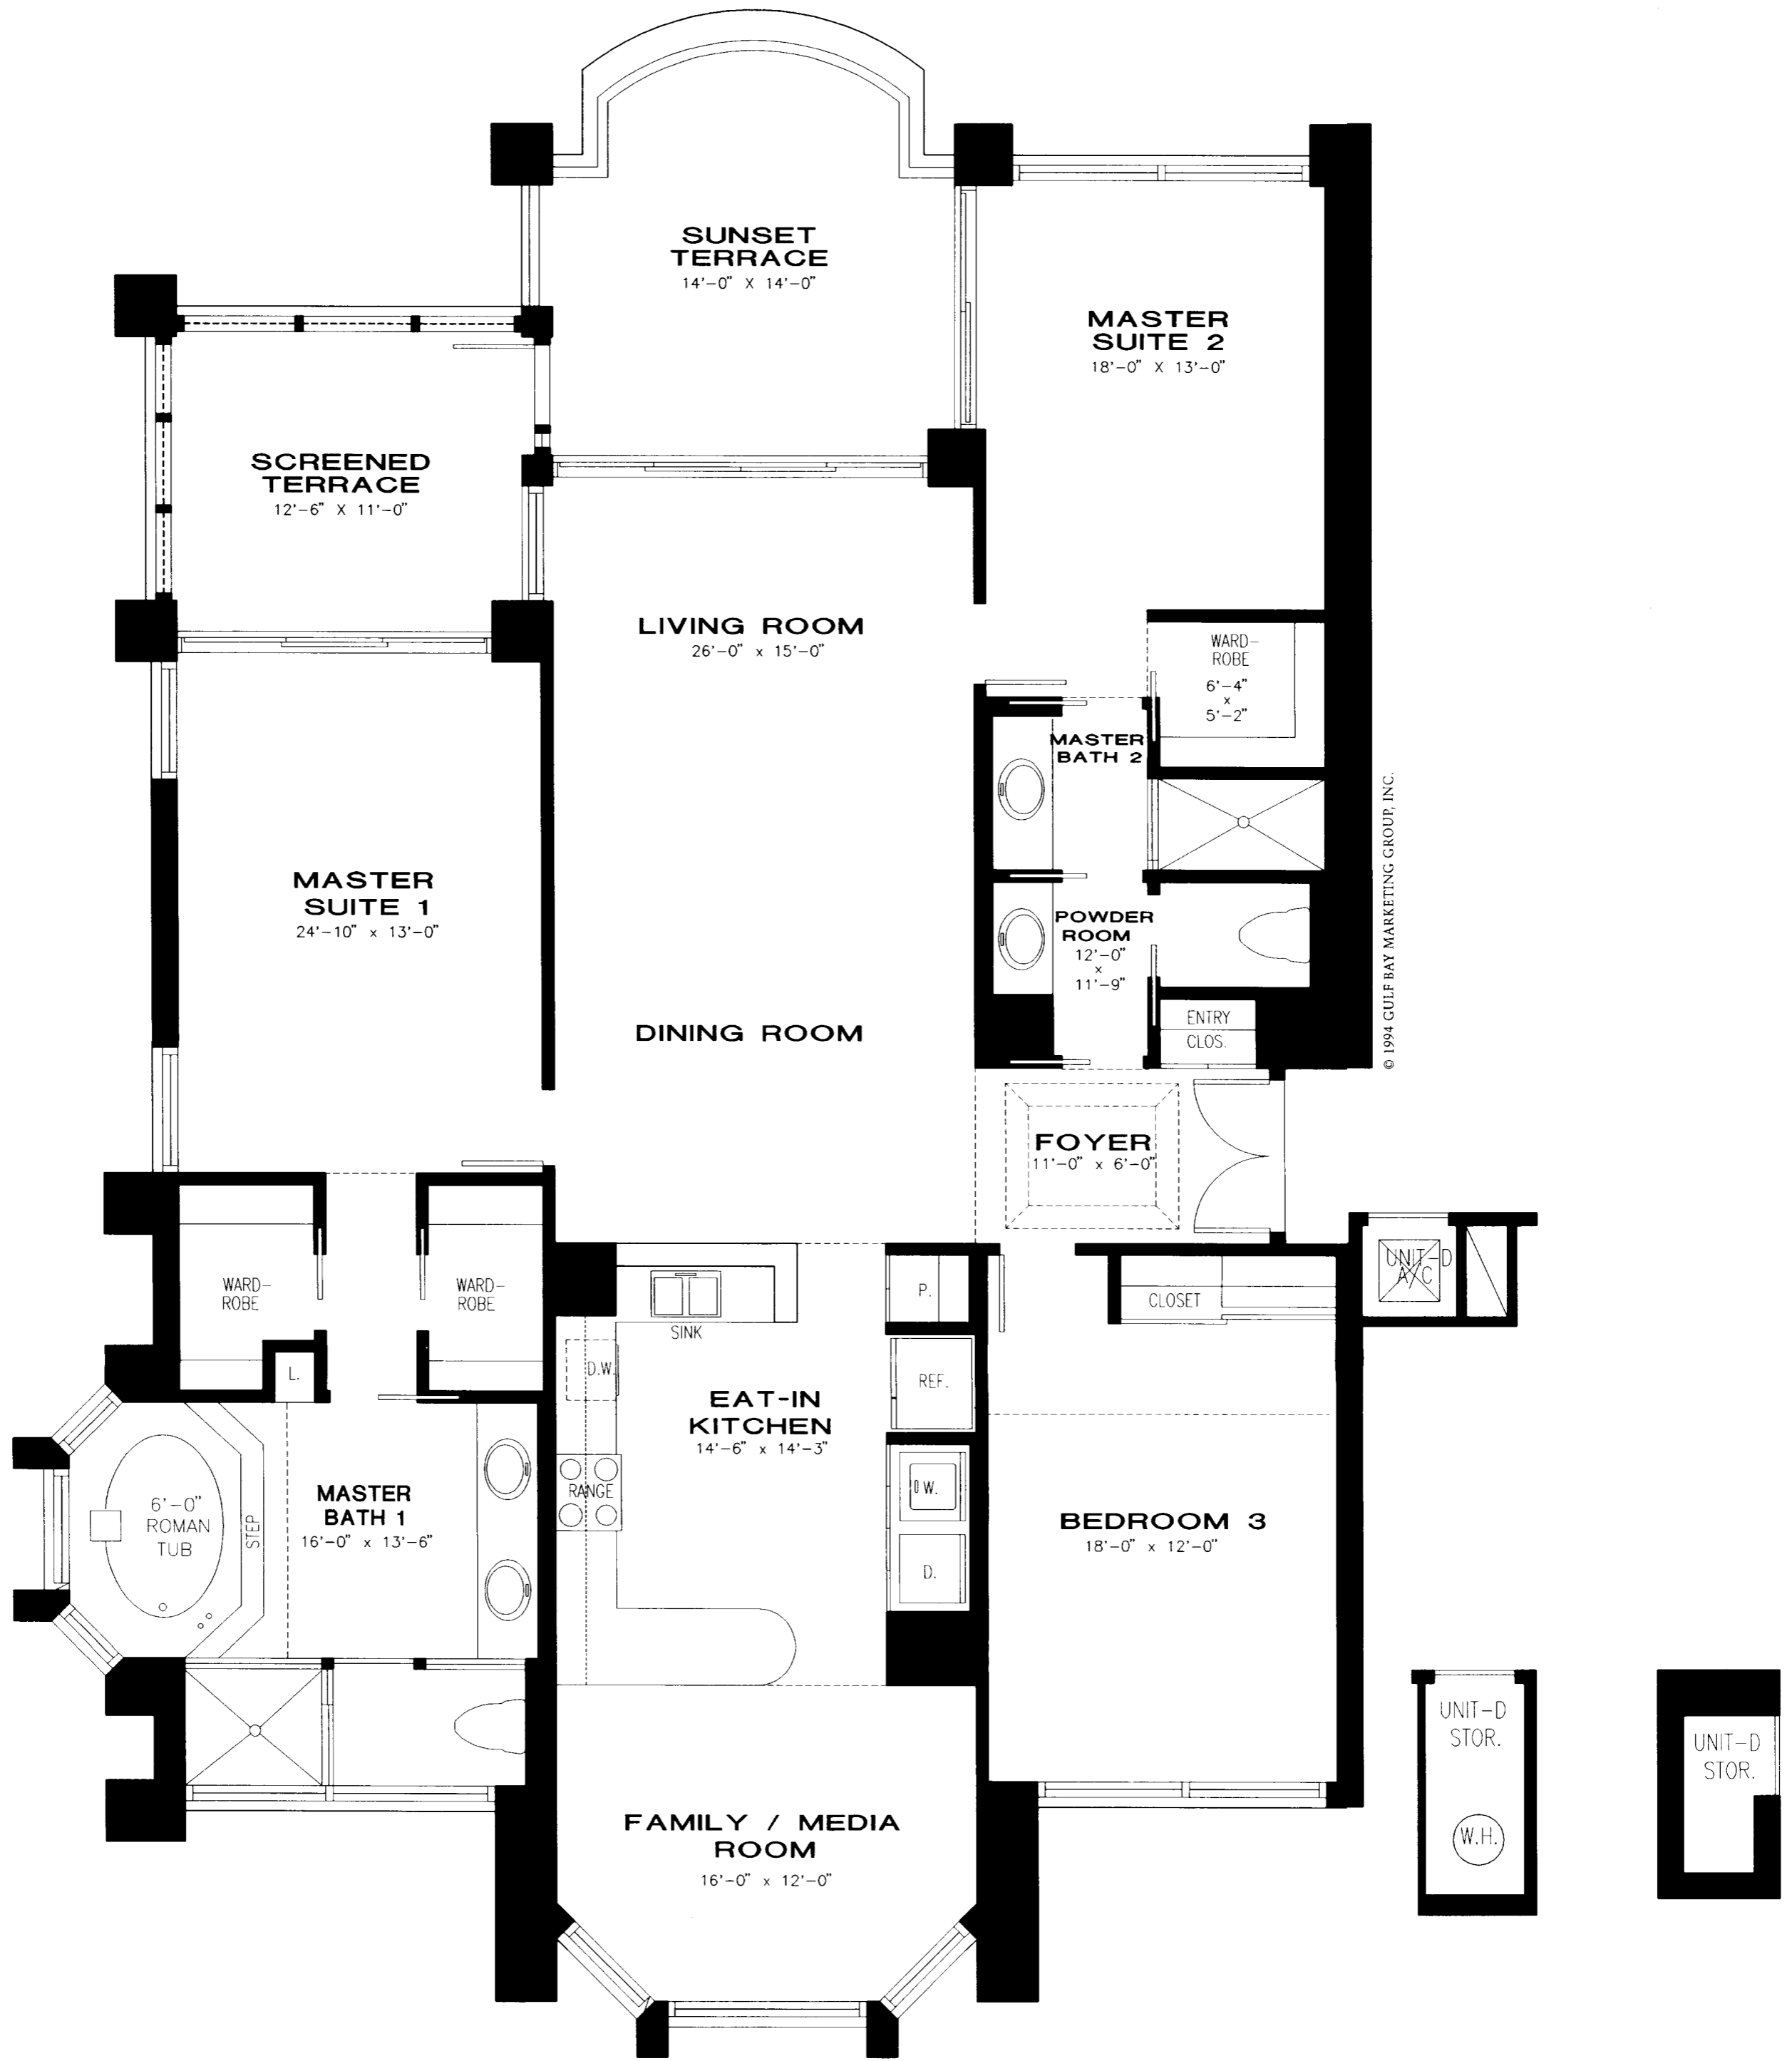 SUNSET
TERRACE
14'-0" X 14'-0"
MASTER
SUITE 2
18'-0" X 13'-0"
SCREENED
TERRACE
12'-6" X 11'-0"
LIVING ROOM
26'-0" x 15'-0"
WARD-
ROBE
6'-4"
x
5'-2"
MASTER
BATH 2
MASTER
SUITE 1
24'-10" x 13'-0"
POWDER
ROOM
12'-0"
x
11'-9"
ENTRY
CLOS.
© 1994 GULF BAY MARKETING GROUP, INC.
DINING ROOM
FOYER
11'-0" x 6'-0"
WARD-
ROBE
WARD-
ROBE
L.
SINK
D.W.
P.
REF.
CLOSET
UNIT-D
A/C
EAT-IN
KITCHEN
14'-6" x 14'-3"
RANGE
W.
D.
6'-0"
ROMAN
TUB
STEP
MASTER
BATH 1
16'-0" x 13'-6"
BEDROOM 3
18'-0" x 12'-0"
FAMILY / MEDIA
ROOM
16'-0" x 12'-0"
UNIT-D
STOR.
W.H.
UNIT-D
STOR.